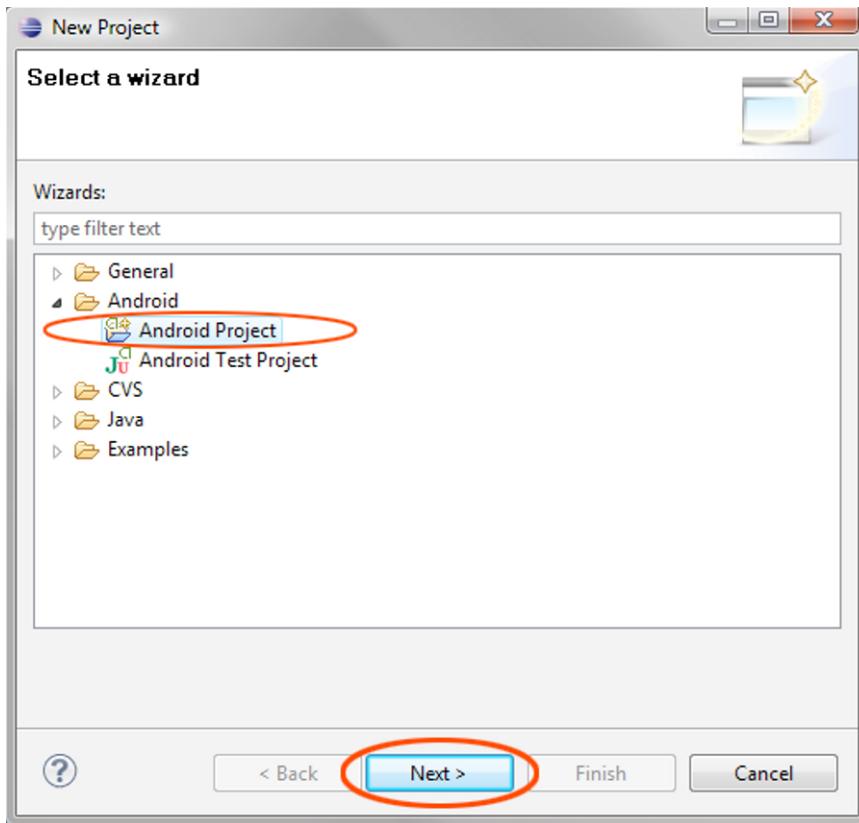 New Project
Select a wizard
Wizards:
type filter text
General
Android
Android Project
Android Test Project
CVS
Java
Examples
< Back Next > Finish Cancel